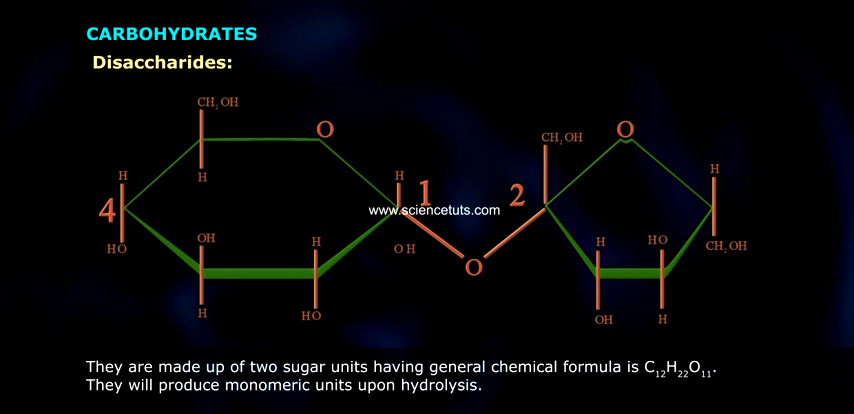 CARBOHYDRATES
Disaccharides:
CH₂OH
O
CH₂OH
O
H
H
H
H
4
1
2
www.sciencetuts.com
HO
OH
H
OH
H
HO
CH₂OH
O
H
HO
OH
H
They are made up of two sugar units having general chemical formula is C₁₂H₂₂O₁₁.
They will produce monomeric units upon hydrolysis.